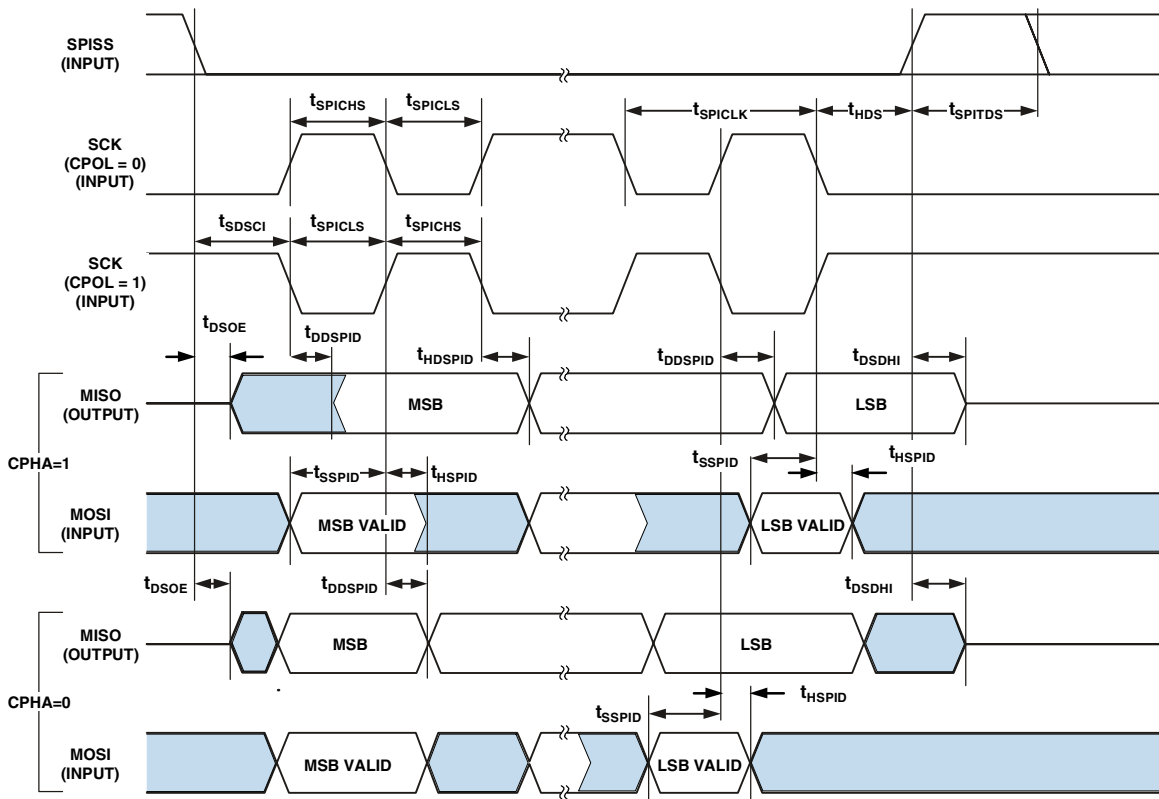 SPISS
(INPUT)
tSPICHS tSPICLS tSPICLK tHDS tSPITDS
SCK
(CPOL = 0)
(INPUT)
tSDSCI tSPICLS tSPICHS
SCK
(CPOL = 1)
(INPUT)
tDSOE tDDSPID tHDSPID tDDSPID tDSDHI
MISO
(OUTPUT)
MSB LSB
CPHA=1
tSSPID tHSPID tSSPID tHSPID
MOSI
(INPUT)
MSB VALID LSB VALID
tDSOE tDDSPID tDSDHI
MISO
(OUTPUT)
MSB LSB
CPHA=0
tSSPID tHSPID
MOSI
(INPUT)
MSB VALID LSB VALID